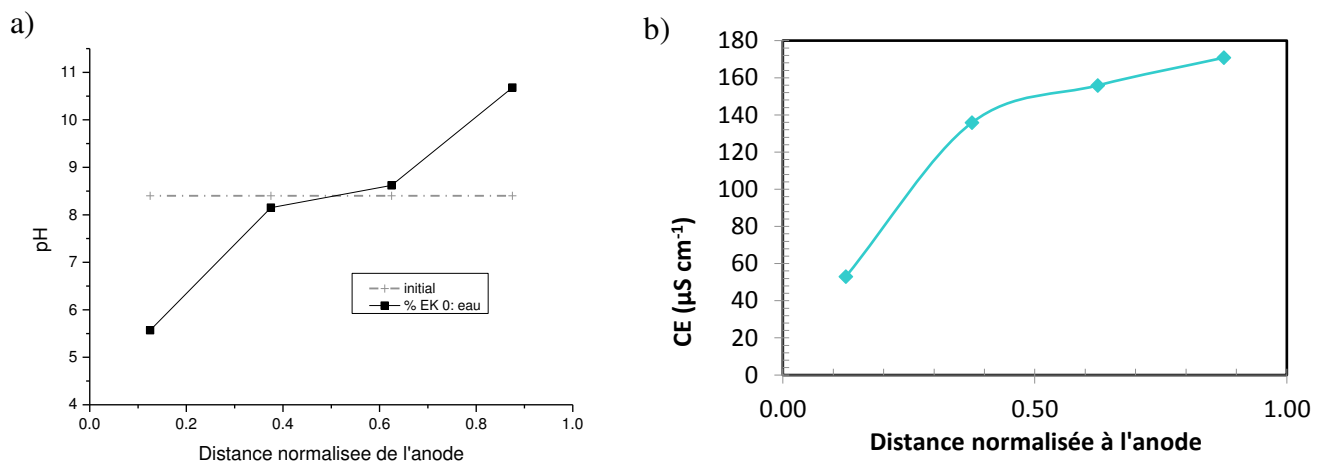 a)
11
10
9
8
7
6
5
4
pH
0.0 0.2 0.4 0.6 0.8 1.0
Distance normalisee de l'anode
initial
% EK 0: eau
b)
180
160
140
120
100
80
60
40
20
0
CE (µS cm-1)
0.00 0.50 1.00
Distance normalisée à l'anode